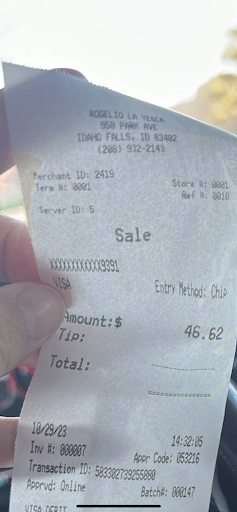 ROGELIO LA YESCA
950 PARK AVE
IDAHO FALLS, ID 83402
(208) 932-2143
Merchant ID: 2419
Term #: 0001
Store #: 0001
Ref #: 0010
Server ID: 5
Sale
XXXXXXXXXXXX9391
VISA
Entry Method: Chip
Amount:$ 46.62
Tip:
Total:
10/29/23 14:32:05
Inv #: 000007 Appr Code: 053216
Transaction ID: 583302739255880
Apprvd: Online Batch#: 000147
VISA DEBIT